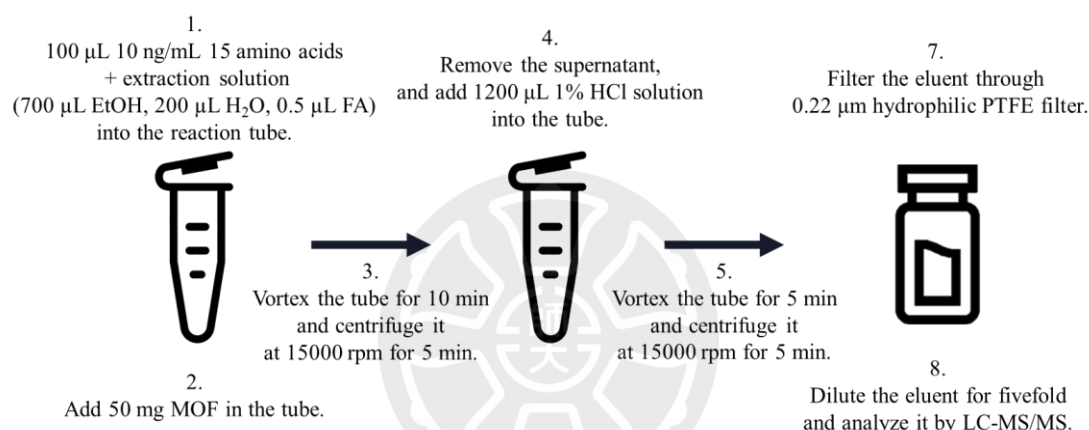 1.
100 μL 10 ng/mL 15 amino acids
+ extraction solution
(700 μL EtOH, 200 μL H₂O, 0.5 μL FA)
into the reaction tube.
2.
Add 50 mg MOF in the tube.
3.
Vortex the tube for 10 min
and centrifuge it
at 15000 rpm for 5 min.
4.
Remove the supernatant,
and add 1200 μL 1% HCl solution
into the tube.
5.
Vortex the tube for 5 min
and centrifuge it
at 15000 rpm for 5 min.
7.
Filter the eluent through
0.22 μm hydrophilic PTFE filter.
8.
Dilute the eluent for fivefold
and analyze it by LC-MS/MS.